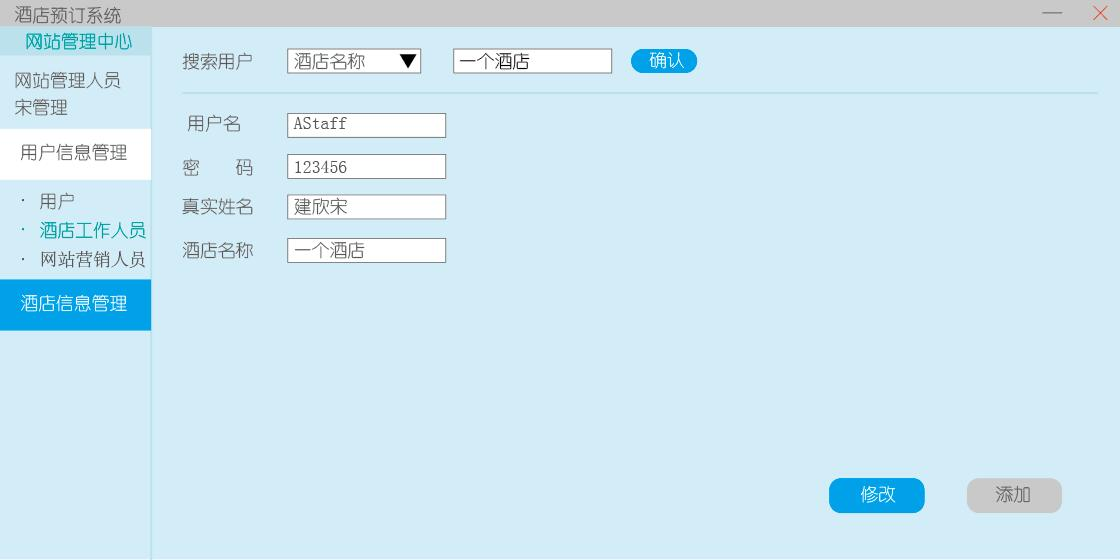 酒店预订系统
网站管理中心
网站管理人员
宋管理
用户信息管理
· 用户
· 酒店工作人员
· 网站营销人员
酒店信息管理
搜索用户 酒店名称 一个酒店 确认
用户名 AStaff
密 码 123456
真实姓名 建欣宋
酒店名称 一个酒店
修改 添加